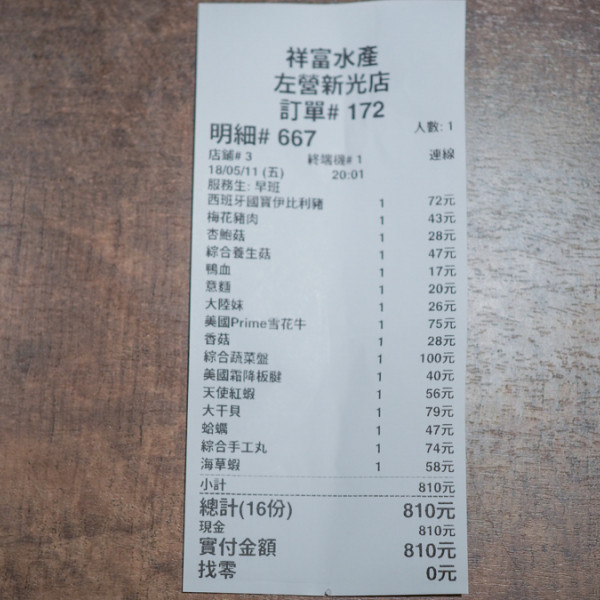 祥富水產
左營新光店
訂單# 172
人數: 1
明細# 667
店鋪# 3 終端機# 1 連線
18/05/11 (五) 20:01
服務生: 早班
西班牙國寶伊比利豬 1 72元
梅花豬肉 1 43元
杏鮑菇 1 28元
綜合養生菇 1 47元
鴨血 1 17元
意麵 1 20元
大陸妹 1 26元
美國Prime雪花牛 1 75元
香菇 1 28元
綜合蔬菜盤 1 100元
美國霜降板腱 1 40元
天使紅蝦 1 56元
大干貝 1 79元
蛤蠣 1 47元
綜合手工丸 1 74元
海草蝦 1 58元
小計 810元
總計(16份) 810元
現金 810元
實付金額 810元
找零 0元